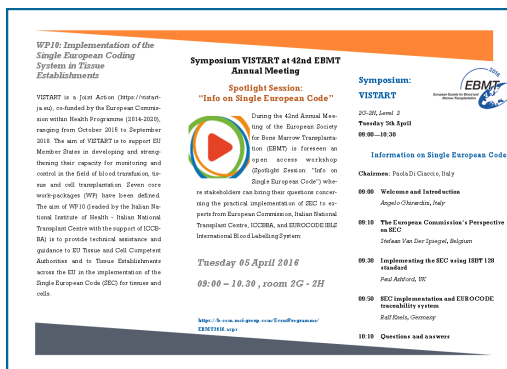 WP10: Implementation of the
Single European Coding
System in Tissue
Establishments
VISTART is a Joint Action (https://vistart-
ja.eu), co-funded by the European Commis-
sion within Health Programme (2014-2020),
ranging from October 2015 to September
2018. The aim of VISTART is to support EU
Member States in developing and streng-
thening their capacity for monitoring and
control in the field of blood transfusion, tis-
sue and cell transplantation. Seven core
work-packages (WP) have been defined.
The aim of WP10 (leaded by the Italian Na-
tional Institute of Health - Italian National
Transplant Centre with the support of ICCB-
BA) is to provide technical assistance and
guidance to EU Tissue and Cell Competent
Authorities and to Tissue Establishments
across the EU in the implementation of the
Single European Code (SEC) for tissues and
cells.
Symposium VISTART at 42nd EBMT
Annual Meeting
Spotlight Session:
"Info on Single European Code"
During the 42nd Annual Mee-
ting of the European Society
for Bone Marrow Transplanta-
tion (EBMT) is foreseen an
open access workshop
(Spotlight Session "Info on
Single European Code") whe-
re stakeholders can bring their questions concer-
ning the practical implementation of SEC to ex-
perts from European Commission, Italian National
Transplant Centre, ICCBBA, and EUROCODE IBLS
International Blood Labelling System
Tuesday 05 April 2016
09:00 – 10.30 , room 2G - 2H
EBMT2016.aspx
Symposium:
VISTART
2016
EBMT
European Society for Blood and
Marrow Transplantation
2G-2H, Level 2
Tuesday 5th April
09:00—10:30
Information on Single European Code
Chairmen: Paola Di Ciaccio, Italy
09:00 Welcome and Introduction
Angelo Ghirardini, Italy
09:10 The European Commission's Perspective
on SEC
Stefaan Van Der Spiegel, Belgium
09:30 Implementing the SEC using ISBT 128
standard
Paul Ashford, UK
09:50 SEC implementation and EUROCODE
traceability system
Ralf Knels, Germany
10:10 Questions and answers